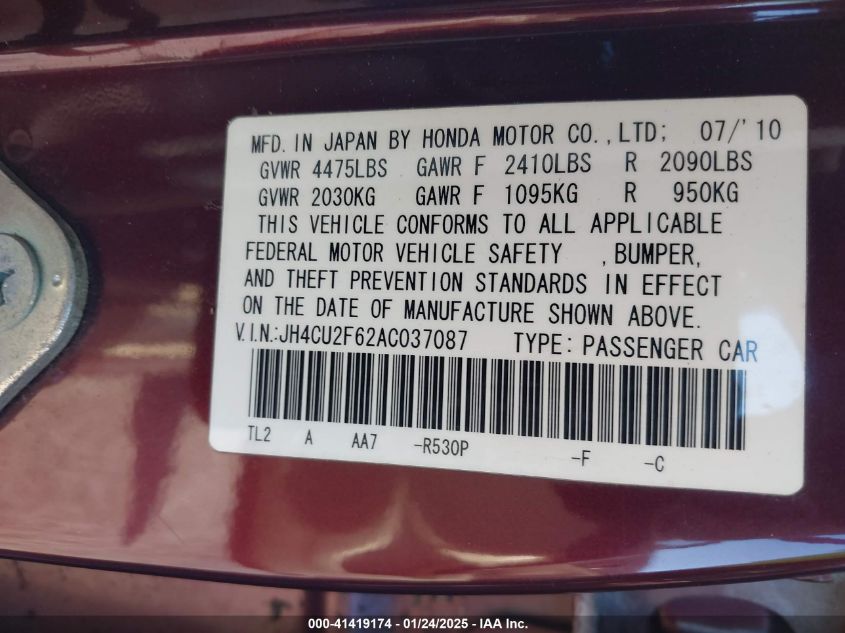 MFD. IN JAPAN BY HONDA MOTOR CO.,LTD; 07/'10
GVWR 4475LBS GAWR F 2410LBS R 2090LBS
GVWR 2030KG GAWR F 1095KG R 950KG
THIS VEHICLE CONFORMS TO ALL APPLICABLE
FEDERAL MOTOR VEHICLE SAFETY , BUMPER,
AND THEFT PREVENTION STANDARDS IN EFFECT
ON THE DATE OF MANUFACTURE SHOWN ABOVE.
V.I.N.:JH4CU2F62AC037087 TYPE: PASSENGER CAR
TL2 A AA7 -R530P -F -C
000-41419174 - 01/24/2025 - IAA Inc.